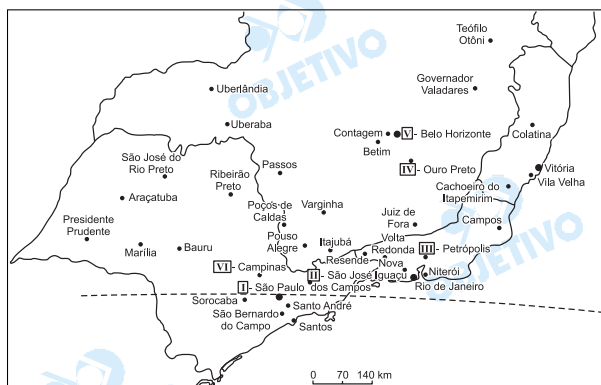 OBJETIVO
Teófilo
Otôni
Governador
Valadares
Uberlândia
Uberaba
Contagem
V - Belo Horizonte
Betim
Colatina
IV - Ouro Preto
Vitória
Vila Velha
Cachoeiro do
Itapemirim
São José do
Rio Preto
Ribeirão
Preto
Passos
Araçatuba
Poços de
Caldas
Varginha
Juiz de
Fora
Campos
Presidente
Prudente
Marília
Bauru
Pouso
Alegre
Itajubá
Resende
Volta
Redonda
III - Petrópolis
Nova
Iguaçu
Niterói
Rio de Janeiro
VI - Campinas
II - São José
dos Campos
I - São Paulo
Sorocaba
Santo André
São Bernardo
do Campo
Santos
OBJETIVO
OBJETIVO
0 70 140 km